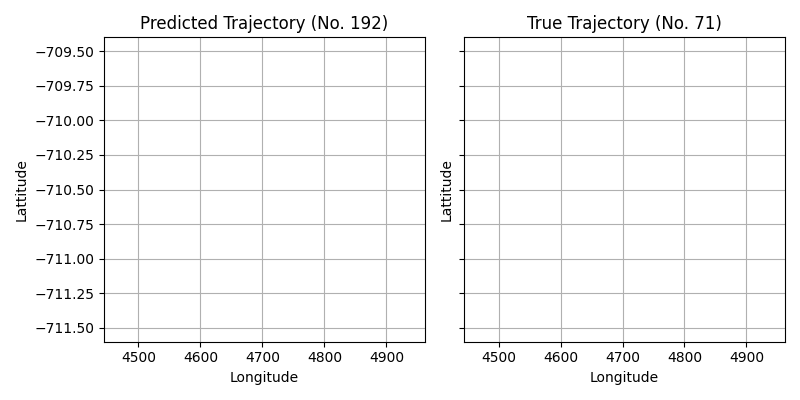 Predicted Trajectory (No. 192)
True Trajectory (No. 71)
Lattitude
−709.50
−709.75
−710.00
−710.25
−710.50
−710.75
−711.00
−711.25
−711.50
4500 4600 4700 4800 4900
Longitude
Lattitude
4500 4600 4700 4800 4900
Longitude